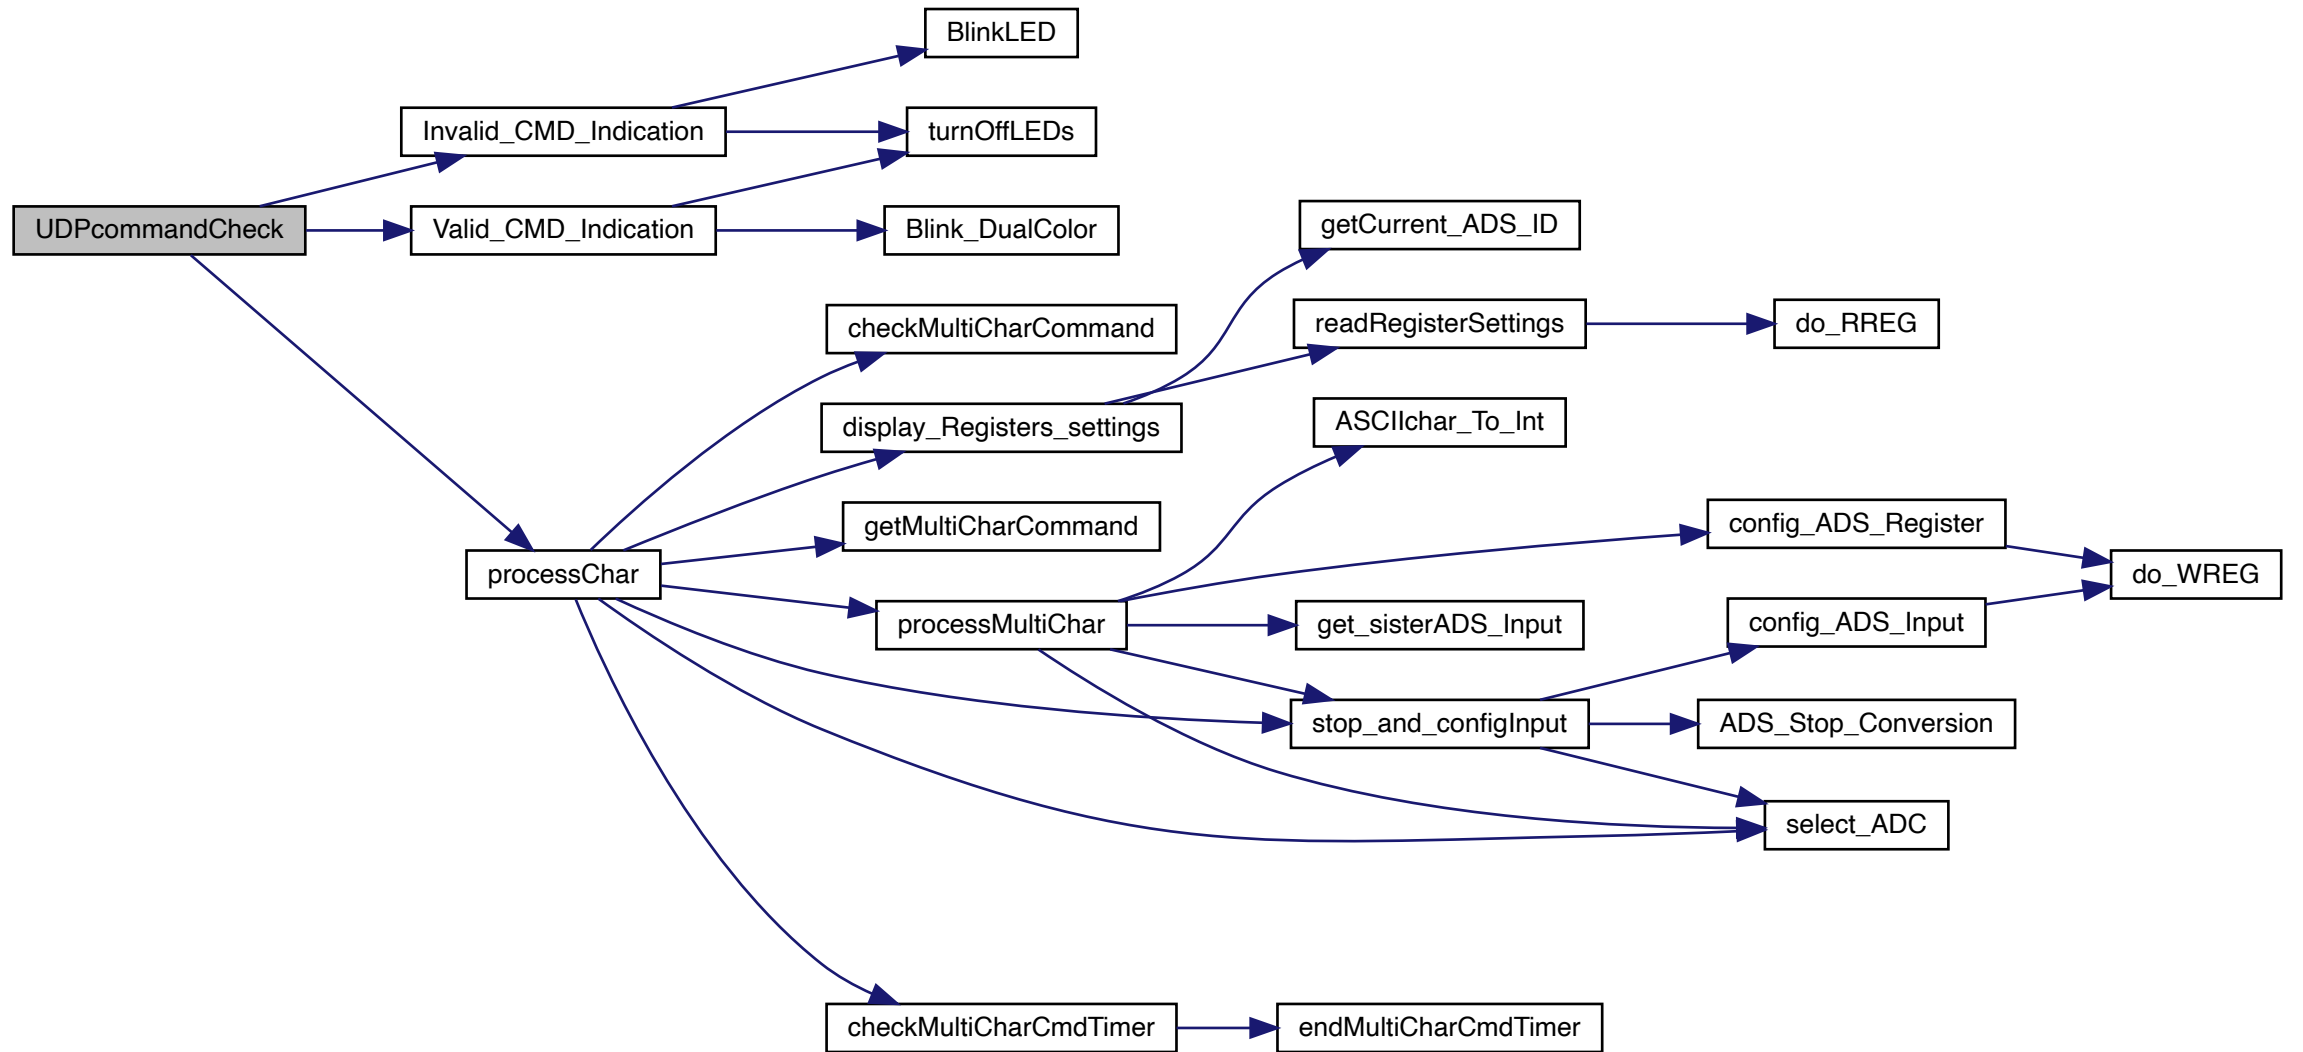 BlinkLED
Invalid_CMD_Indication
turnOffLEDs
UDPcommandCheck
Valid_CMD_Indication
Blink_DualColor
getCurrent_ADS_ID
checkMultiCharCommand
readRegisterSettings
do_RREG
display_Registers_settings
ASCIIchar_To_Int
getMultiCharCommand
config_ADS_Register
processChar
do_WREG
processMultiChar
get_sisterADS_Input
config_ADS_Input
stop_and_configInput
ADS_Stop_Conversion
select_ADC
checkMultiCharCmdTimer
endMultiCharCmdTimer